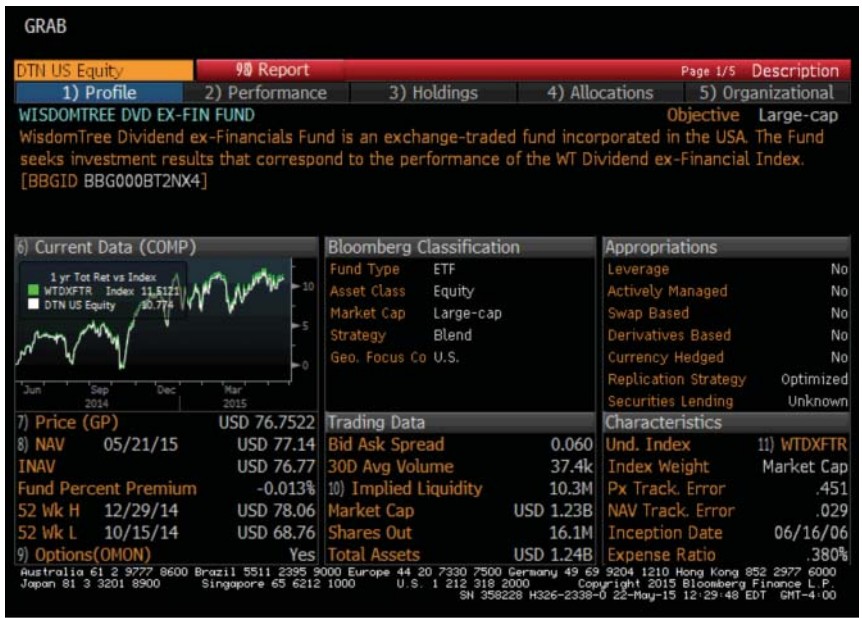 GRAB
DTN US Equity 98) Report Page 1/5 Description
1) Profile 2) Performance 3) Holdings 4) Allocations 5) Organizational
WISDOMTREE DVD EX-FIN FUND Objective Large-cap
WisdomTree Dividend ex-Financials Fund is an exchange-traded fund incorporated in the USA. The Fund
seeks investment results that correspond to the performance of the WT Dividend ex-Financial Index.
[BBGID BBG000BT2NX4]
6) Current Data (COMP) Bloomberg Classification Appropriations
1 yr Tot Ret vs Index
WTDXFTR Index 11.5121
DTN US Equity 10.774
10
5
0
Jun Sep Dec Mar
2014 2015
Fund Type ETF
Asset Class Equity
Market Cap Large-cap
Strategy Blend
Geo. Focus Co U.S.
Leverage No
Actively Managed No
Swap Based No
Derivatives Based No
Currency Hedged No
Replication Strategy Optimized
Securities Lending Unknown
7) Price (GP) USD 76.7522 Trading Data Characteristics
8) NAV 05/21/15 USD 77.14 Bid Ask Spread 0.060 Und. Index 11) WTDXFTR
INAV USD 76.77 30D Avg Volume 37.4k Index Weight Market Cap
Fund Percent Premium -0.013% 10) Implied Liquidity 10.3M Px Track. Error .451
52 Wk H 12/29/14 USD 78.06 Market Cap USD 1.23B NAV Track. Error .029
52 Wk L 10/15/14 USD 68.76 Shares Out 16.1M Inception Date 06/16/06
9) Options(OMON) Yes Total Assets USD 1.24B Expense Ratio .380%
Australia 61 2 9777 8600 Brazil 5511 2395 9000 Europe 44 20 7330 7500 Germany 49 69 9204 1210 Hong Kong 852 2977 6000
Japan 81 3 3201 8900 Singapore 65 6212 1000 U.S. 1 212 318 2000 Copyright 2015 Bloomberg Finance L.P.
SN 358228 H326-2338-0 22-May-15 12:29:48 EDT GMT-4:00